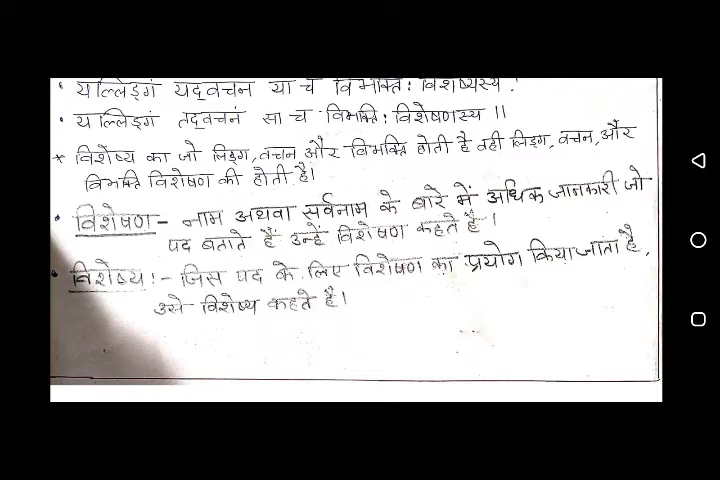 • यल्लिङ्गं यद्वचनं या च विभक्ति: विशेष्यस्य ।
• यल्लिङ्गं तद्वचनं सा च विभक्ति: विशेषणस्य ॥
* विशेष्य का जो लिङ्ग, वचन और विभक्ति होती है वही लिङ्ग, वचन, और
विभक्ति विशेषण की होती है।
• विशेषण - नाम अथवा सर्वनाम के बारे में अधिक जानकारी जो
पद बताते हैं उन्हें विशेषण कहते है।
• विशेष्य :- जिस पद के लिए विशेषण का प्रयोग किया जाता है,
उसे विशेष्य कहते है।